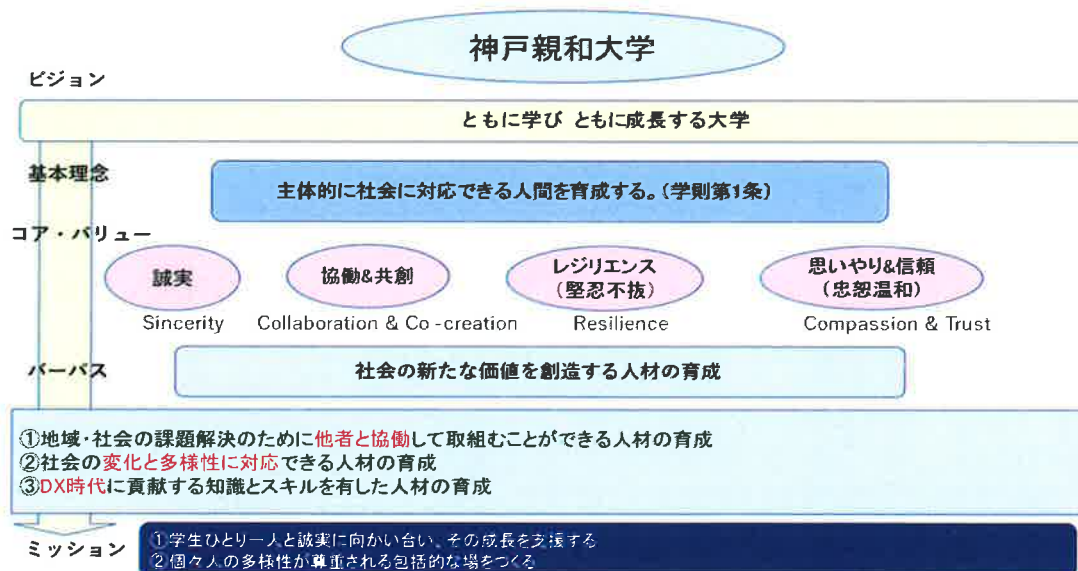 神戸親和大学
ビジョン
ともに学び ともに成長する大学
基本理念
主体的に社会に対応できる人間を育成する。(学則第1条)
コア・バリュー
誠実
協働&共創
レジリエンス
(堅忍不抜)
思いやり&信頼
(忠恕温和)
Sincerity
Collaboration & Co-creation
Resilience
Compassion & Trust
パーパス
社会の新たな価値を創造する人材の育成
①地域・社会の課題解決のために他者と協働して取組むことができる人材の育成
②社会の変化と多様性に対応できる人材の育成
③DX時代に貢献する知識とスキルを有した人材の育成
ミッション
①学生ひとり一人と誠実に向かい合い、その成長を支援する
②個々人の多様性が尊重される包括的な場をつくる